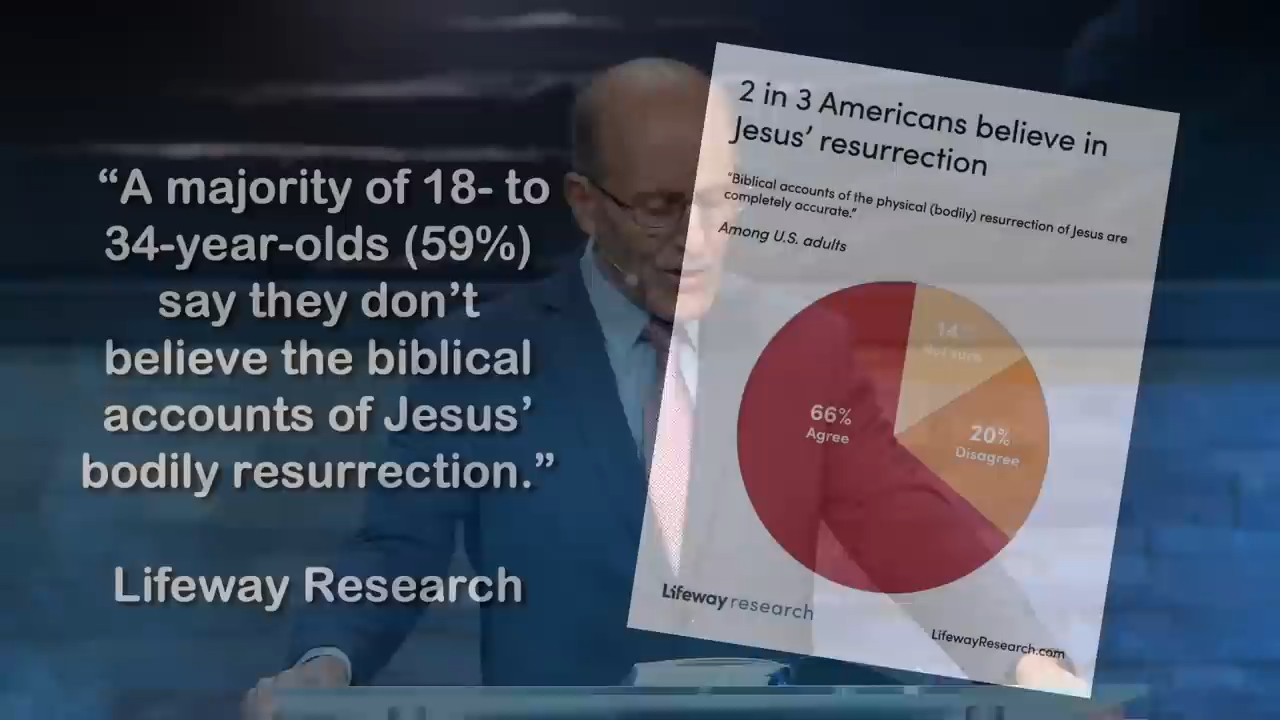 “A majority of 18- to
34-year-olds (59%)
say they don’t
believe the biblical
accounts of Jesus’
bodily resurrection.”
Lifeway Research
2 in 3 Americans believe in
Jesus’ resurrection
“Biblical accounts of the physical (bodily) resurrection of Jesus are
completely accurate.”
Among U.S. adults
14%
Not sure
66%
Agree
20%
Disagree
Lifeway research
LifewayResearch.com